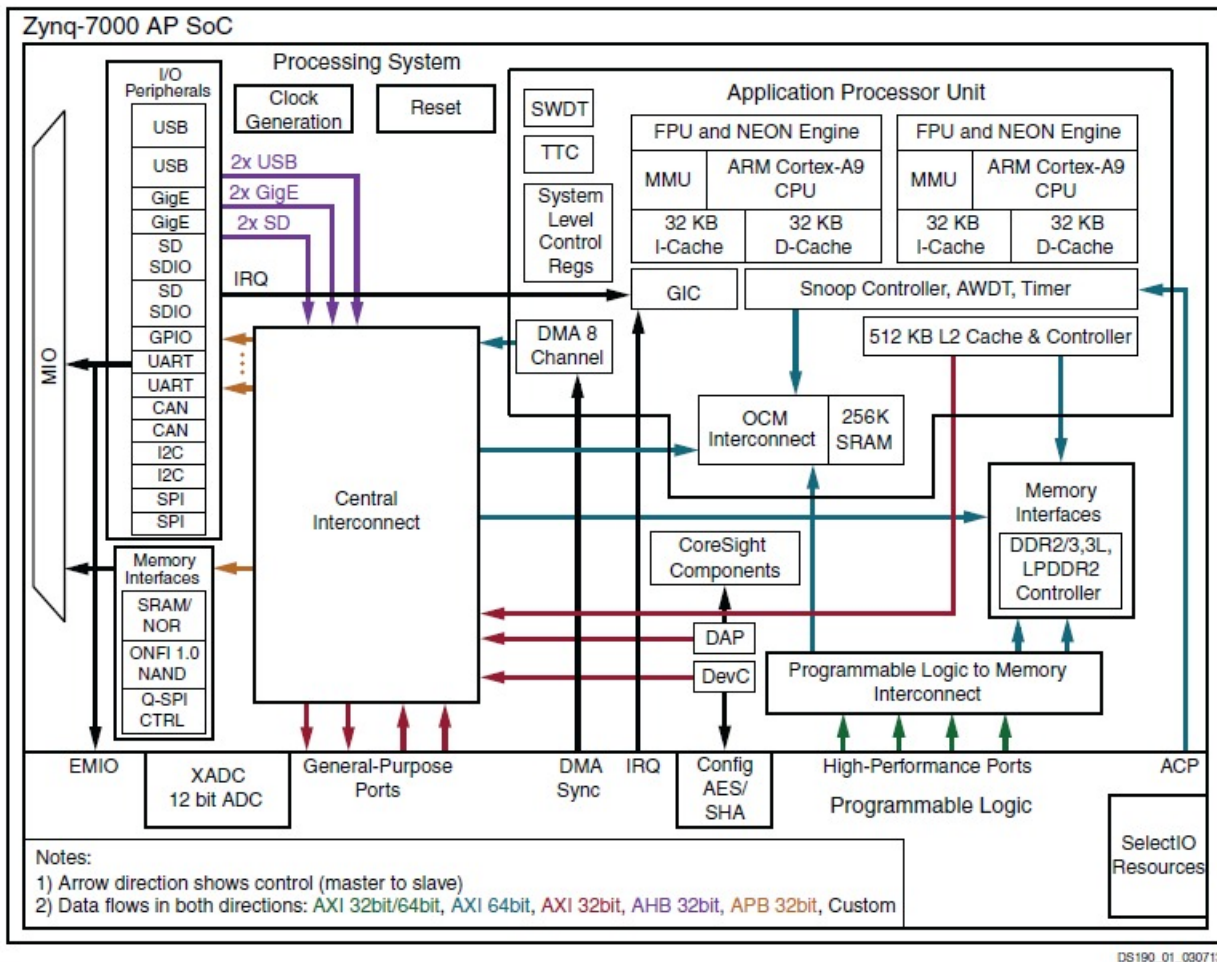 Zynq-7000 AP SoC
Processing System
I/O
Peripherals
USB
USB
GigE
GigE
SD
SDIO
SD
SDIO
GPIO
UART
UART
CAN
CAN
I2C
I2C
SPI
SPI
MIO
Clock
Generation
Reset
2x USB
2x GigE
2x SD
IRQ
Application Processor Unit
SWDT
TTC
System
Level
Control
Regs
FPU and NEON Engine
MMU
ARM Cortex-A9
CPU
32 KB
I-Cache
32 KB
D-Cache
FPU and NEON Engine
MMU
ARM Cortex-A9
CPU
32 KB
I-Cache
32 KB
D-Cache
GIC
Snoop Controller, AWDT, Timer
DMA 8
Channel
512 KB L2 Cache & Controller
OCM
Interconnect
256K
SRAM
Central
Interconnect
Memory
Interfaces
DDR2/3,3L,
LPDDR2
Controller
CoreSight
Components
DAP
DevC
Programmable Logic to Memory
Interconnect
Memory
Interfaces
SRAM/
NOR
ONFI 1.0
NAND
Q-SPI
CTRL
EMIO
XADC
12 bit ADC
General-Purpose
Ports
DMA
Sync
IRQ
Config
AES/
SHA
High-Performance Ports
ACP
Programmable Logic
SelectIO
Resources
Notes:
1) Arrow direction shows control (master to slave)
2) Data flows in both directions: AXI 32bit/64bit, AXI 64bit, AXI 32bit, AHB 32bit, APB 32bit, Custom